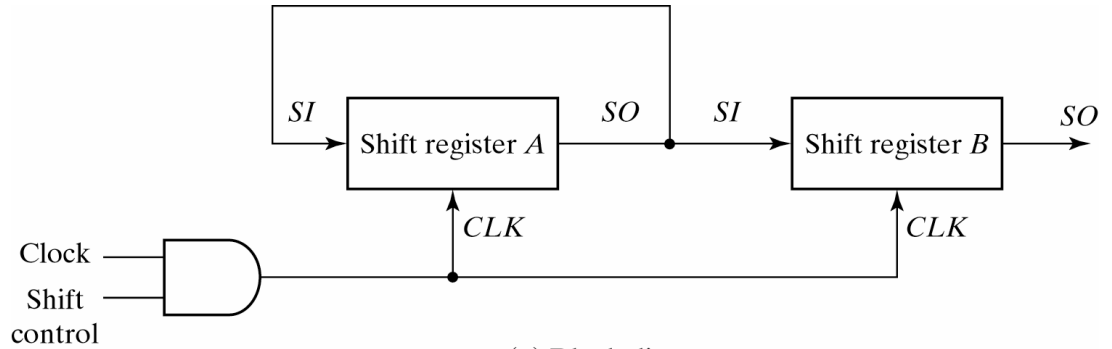 SI
SO
SI
SO
Shift register A
Shift register B
CLK
CLK
Clock
Shift
control